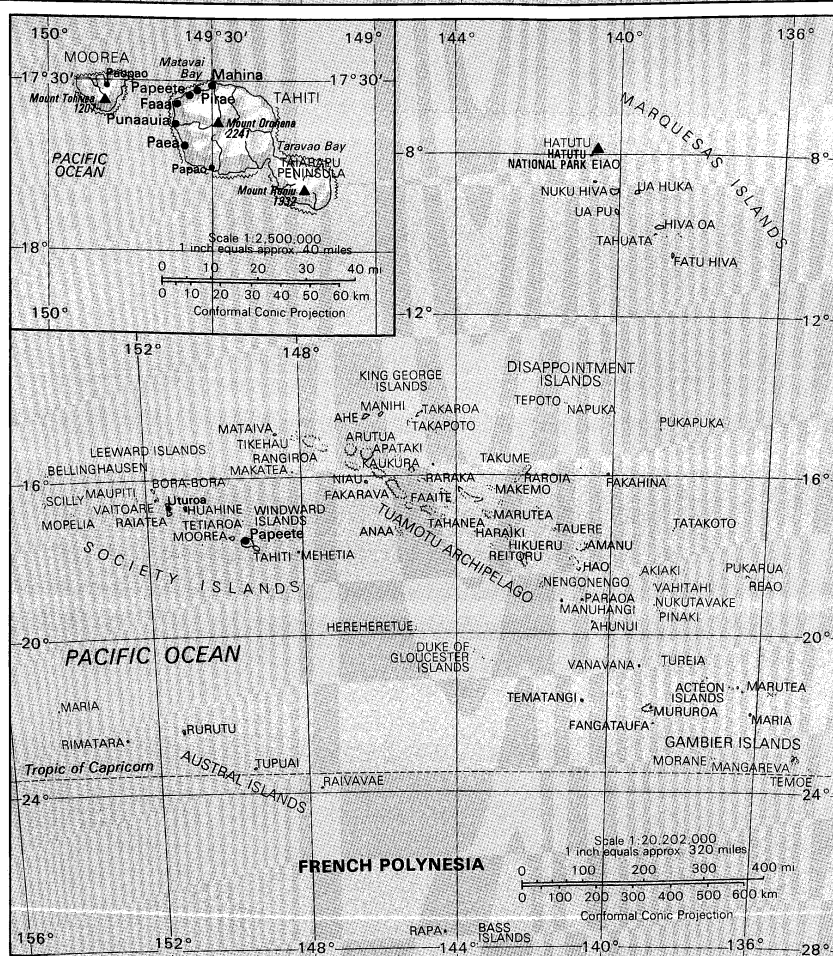 150°
149°30'
149°
144°
140°
136°
MOOREA
Matavai
Bay
Mahina
17°30'
Paopao
Papeete
Pirae
17°30'
Mount Tohivea
1207
Faaa
TAHITI
Punaauia
Mount Orohena
2241
Paea
Taravao Bay
PACIFIC
OCEAN
TAIARAPU
PENINSULA
Papao
Mount Roniu
1332
18°
Scale 1:2,500,000
1 inch equals approx. 40 miles
0 10 20 30 40 mi
0 10 20 30 40 50 60 km
Conformal Conic Projection
150°
149°
MARQUESAS ISLANDS
HATUTU
HATUTU
NATIONAL PARK
EIAO
8°
8°
NUKU HIVA
UA HUKA
UA PU
HIVA OA
TAHUATA
FATU HIVA
12°
12°
152°
148°
KING GEORGE
ISLANDS
DISAPPOINTMENT
ISLANDS
MANIHI
AHE
TAKAROA
TEPOTO
NAPUKA
TAKAPOTO
PUKAPUKA
MATAIVA
TIKEHAU
ARUTUA
LEEWARD ISLANDS
RANGIROA
APATAKI
TAKUME
BELLINGHAUSEN
MAKATEA
KAUKURA
16°
BORA-BORA
NIAU
RARAKA
RAROIA
FAKAHINA
16°
SCILLY
MAUPITI
Uturoa
FAKARAVA
FAAITE
MAKEMO
VAITOARE
HUAHINE
WINDWARD
ISLANDS
MARUTEA
MOPELIA
RAIATEA
TETIAROA
ANAA
TAHANEA
HARAIKI
TAUERE
TATAKOTO
MOOREA
Papeete
TUAMOTU ARCHIPELAGO
HIKUERU
AMANU
SOCIETY ISLANDS
TAHITI
MEHETIA
REITORU
HAO
AKIAKI
PUKARUA
NENGONENGO
VAHITAHI
REAO
PARAOA
NUKUTAVAKE
MANUHANGI
PINAKI
HEREHERETUE
AHUNUI
20°
20°
PACIFIC OCEAN
DUKE OF
GLOUCESTER
ISLANDS
VANAVANA
TUREIA
TEMATANGI
ACTÉON
ISLANDS
MARUTEA
MARIA
MURUROA
RURUTU
FANGATAUFA
MARIA
RIMATARA
GAMBIER ISLANDS
Tropic of Capricorn
AUSTRAL ISLANDS
TUPUAI
MORANE
MANGAREVA
RAIVAVAE
TEMOE
24°
24°
FRENCH POLYNESIA
Scale 1:20,202,000
1 inch equals approx. 320 miles
0 100 200 300 400 mi
0 100 200 300 400 500 600 km
Conformal Conic Projection
RAPA
BASS
ISLANDS
156°
152°
148°
144°
140°
136°
28°